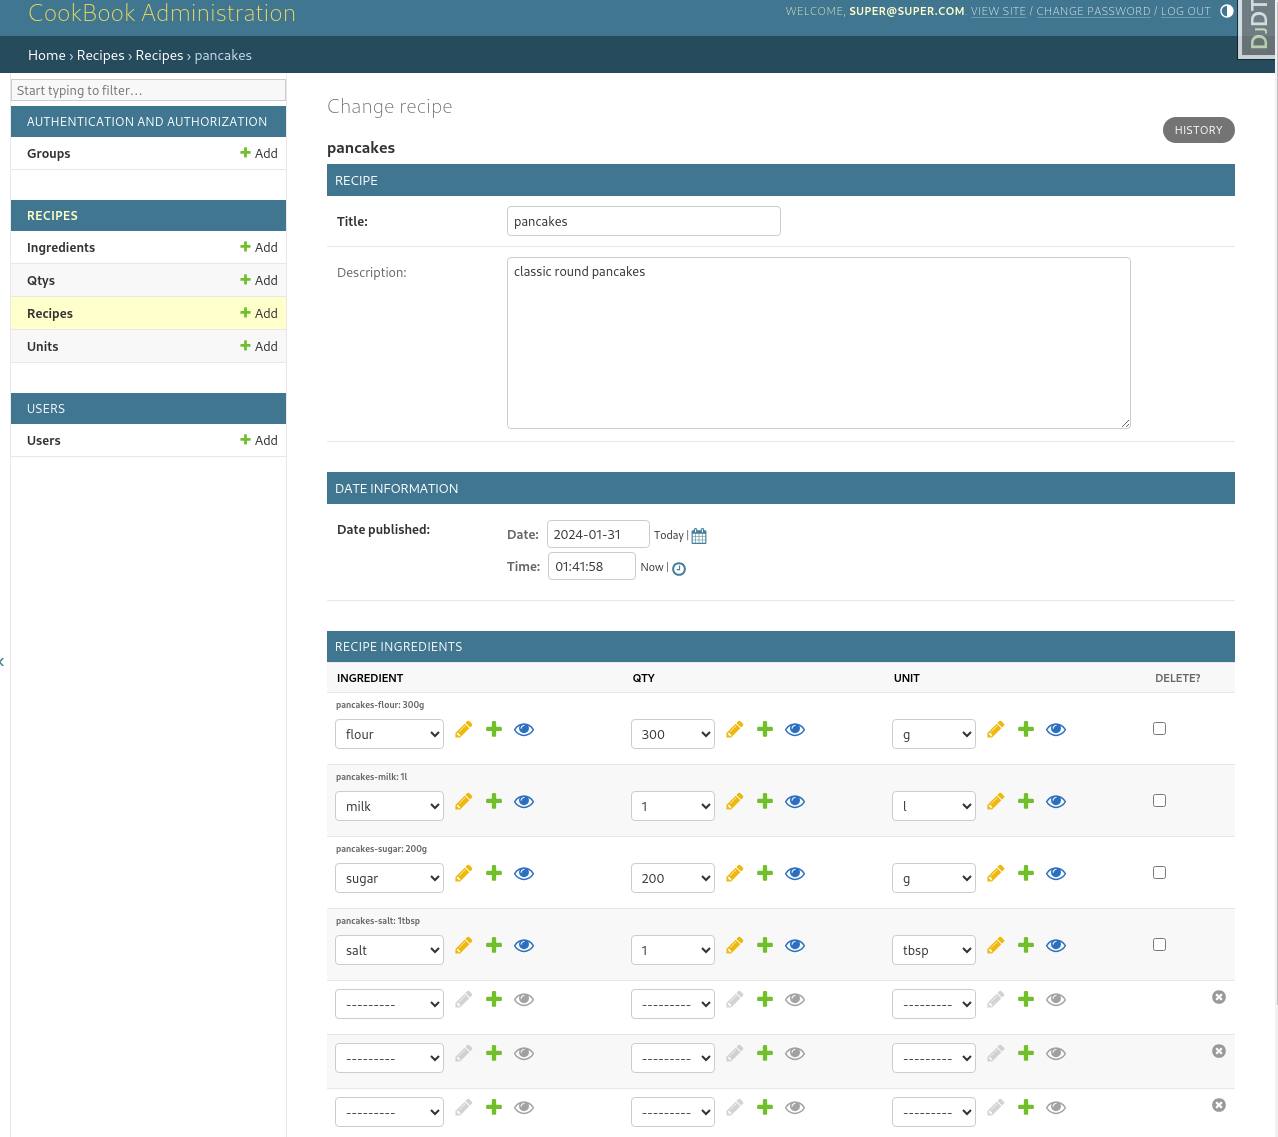 CookBook Administration
WELCOME, SUPER@SUPER.COM. VIEW SITE / CHANGE PASSWORD / LOG OUT
DJDT
Home › Recipes › Recipes › pancakes
Start typing to filter...
AUTHENTICATION AND AUTHORIZATION
Groups Add
RECIPES
Ingredients Add
Qtys Add
Recipes Add
Units Add
USERS
Users Add
Change recipe
HISTORY
pancakes
RECIPE
Title: pancakes
Description: classic round pancakes
DATE INFORMATION
Date published: Date: 2024-01-31 Today |
Time: 01:41:58 Now |
RECIPE INGREDIENTS
INGREDIENT QTY UNIT DELETE?
pancakes-flour: 300g
flour 300 g
pancakes-milk: 1l
milk 1 l
pancakes-sugar: 200g
sugar 200 g
pancakes-salt: 1tbsp
salt 1 tbsp
--------- --------- ---------
--------- --------- ---------
--------- --------- ---------